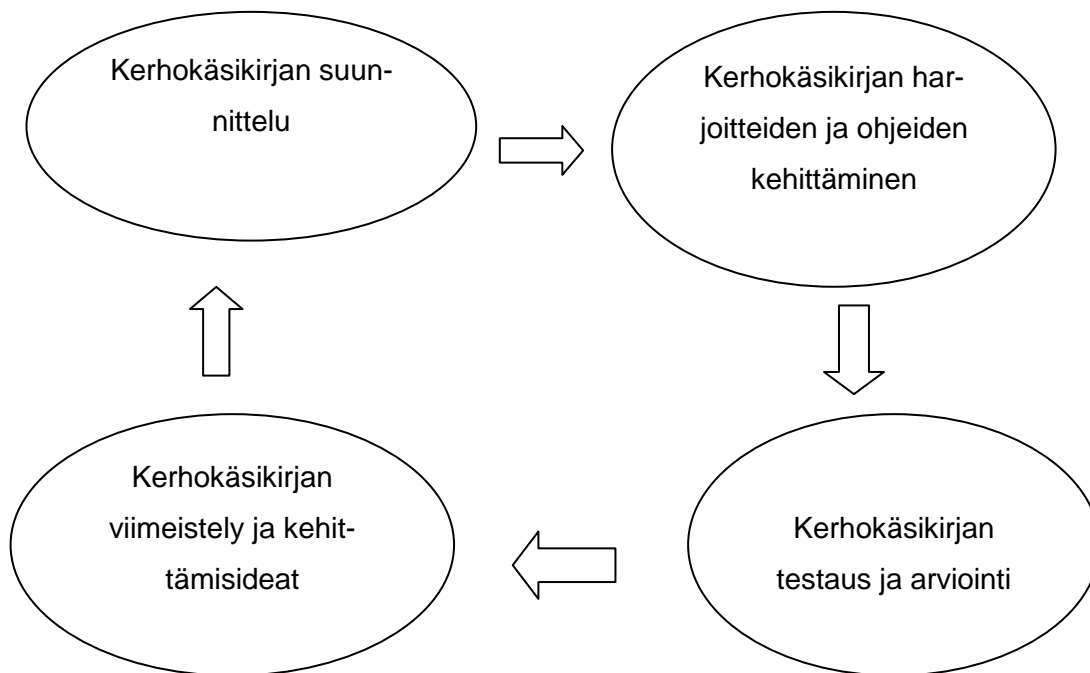 Kerhokäsikirjan suun-
nittelu
Kerhokäsikirjan har-
joitteiden ja ohjeiden
kehittäminen
Kerhokäsikirjan
viimeistely ja kehit-
tämisideat
Kerhokäsikirjan
testaus ja arviointi